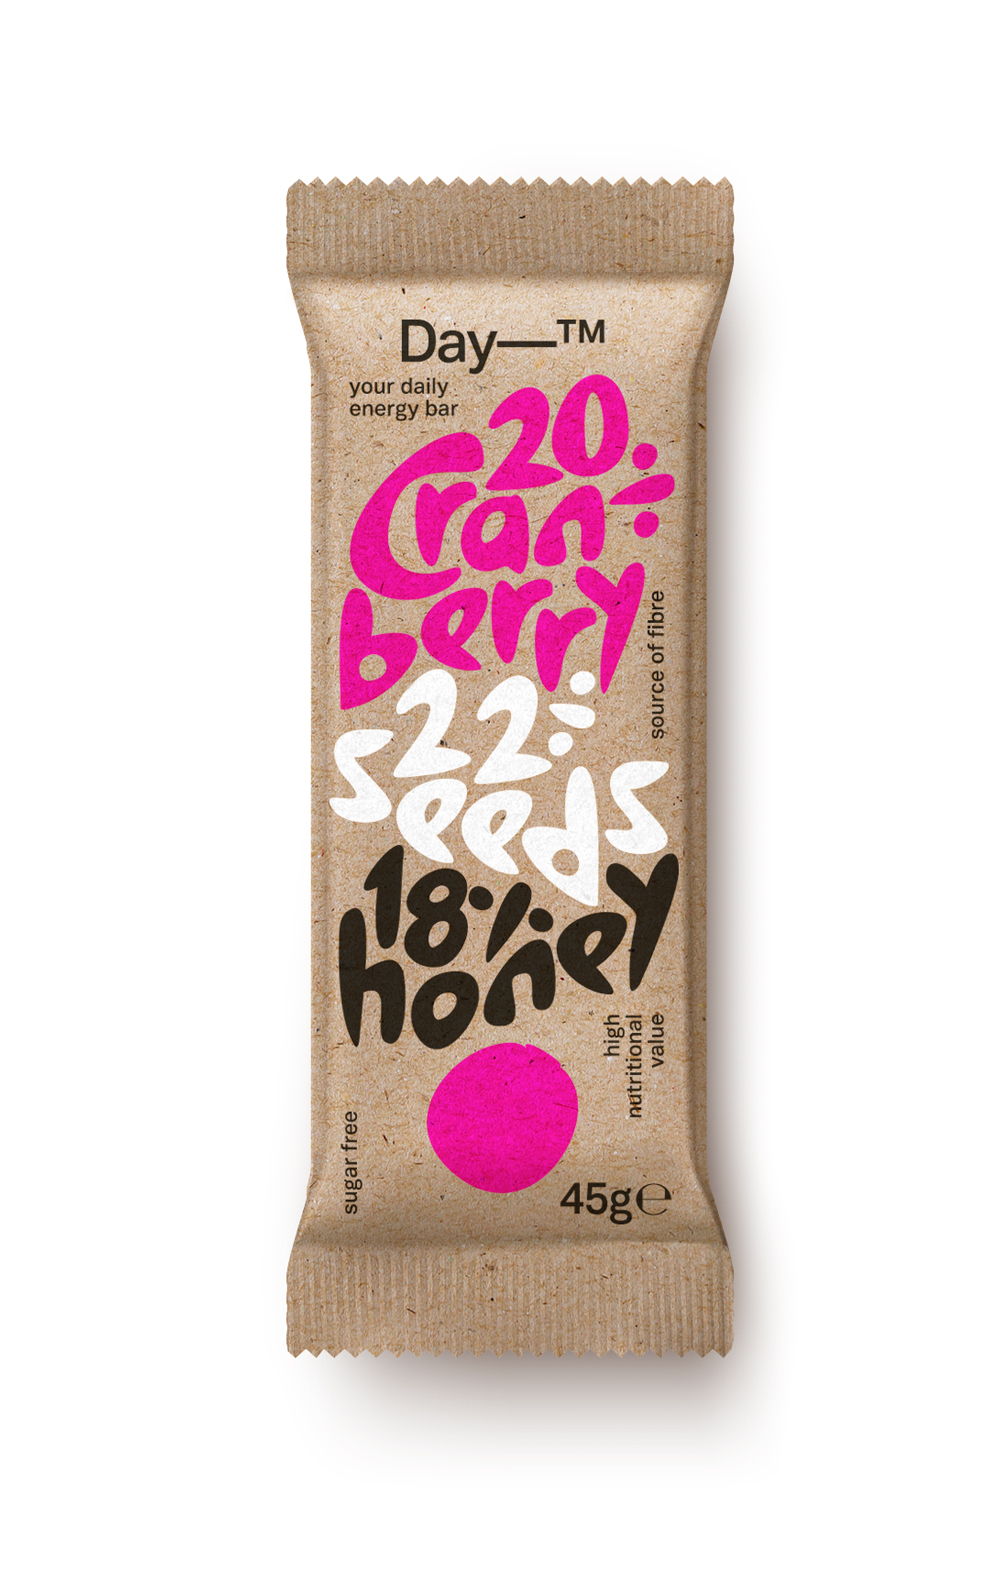 Day—™
your daily
energy bar
20%
Cran
berry
source of fibre
22%
seeds
18%
honey
high
nutritional
value
sugar free
45g℮